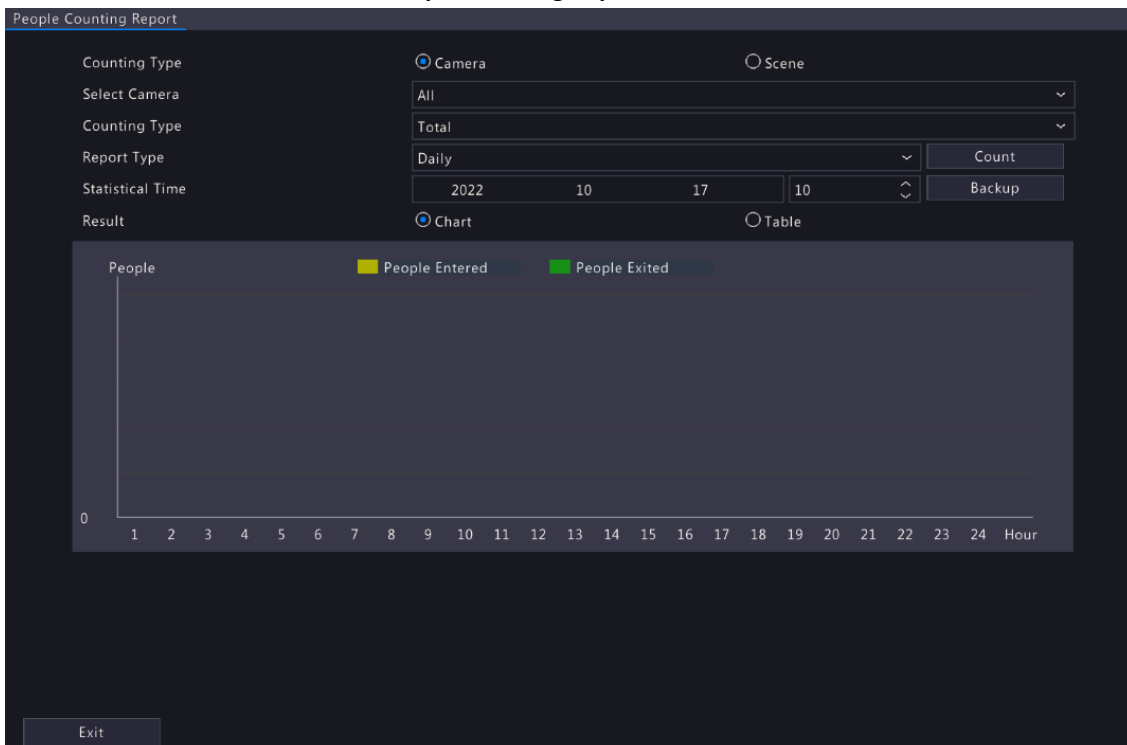 People Counting Report
Counting Type Camera Scene
Select Camera All
Counting Type Total
Report Type Daily Count
Statistical Time 2022 10 17 10 Backup
Result Chart Table
People People Entered People Exited
0
1 2 3 4 5 6 7 8 9 10 11 12 13 14 15 16 17 18 19 20 21 22 23 24 Hour
Exit